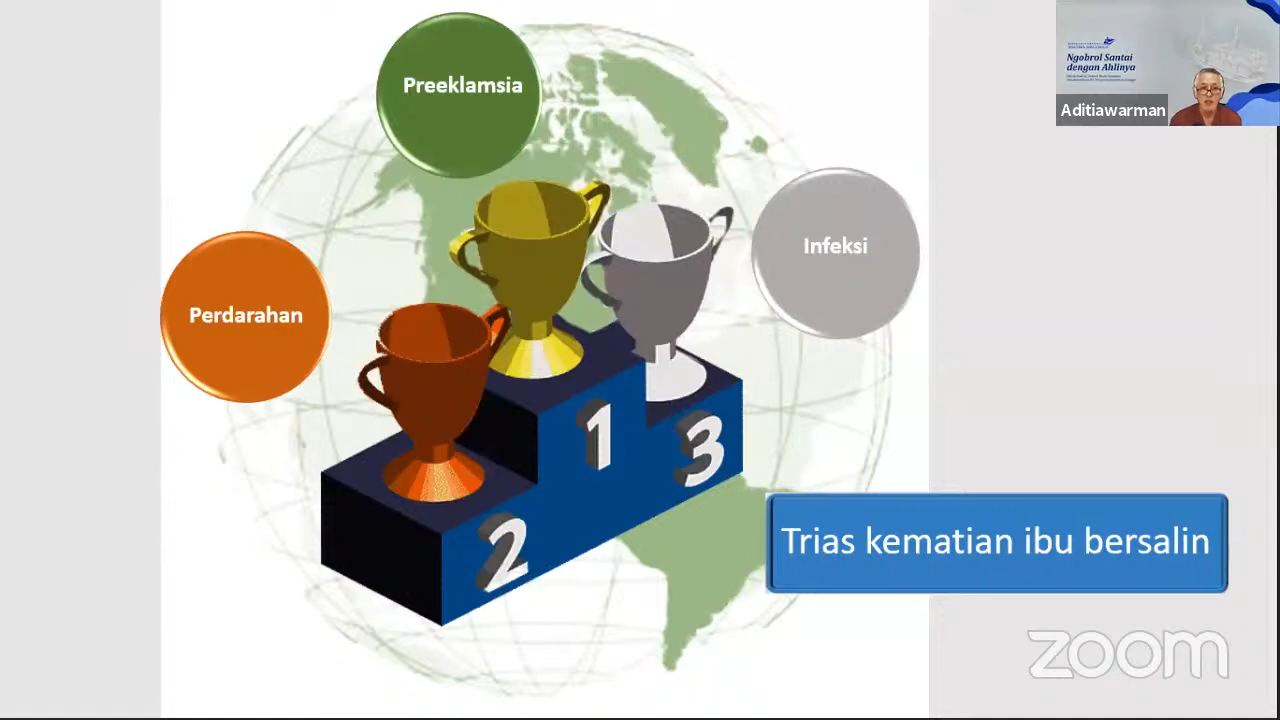 Preeklamsia
Ngobrol Santai
dengan Ahlinya
Aditiawarman
Infeksi
Perdarahan
1
3
2
Trias kematian ibu bersalin
zoom